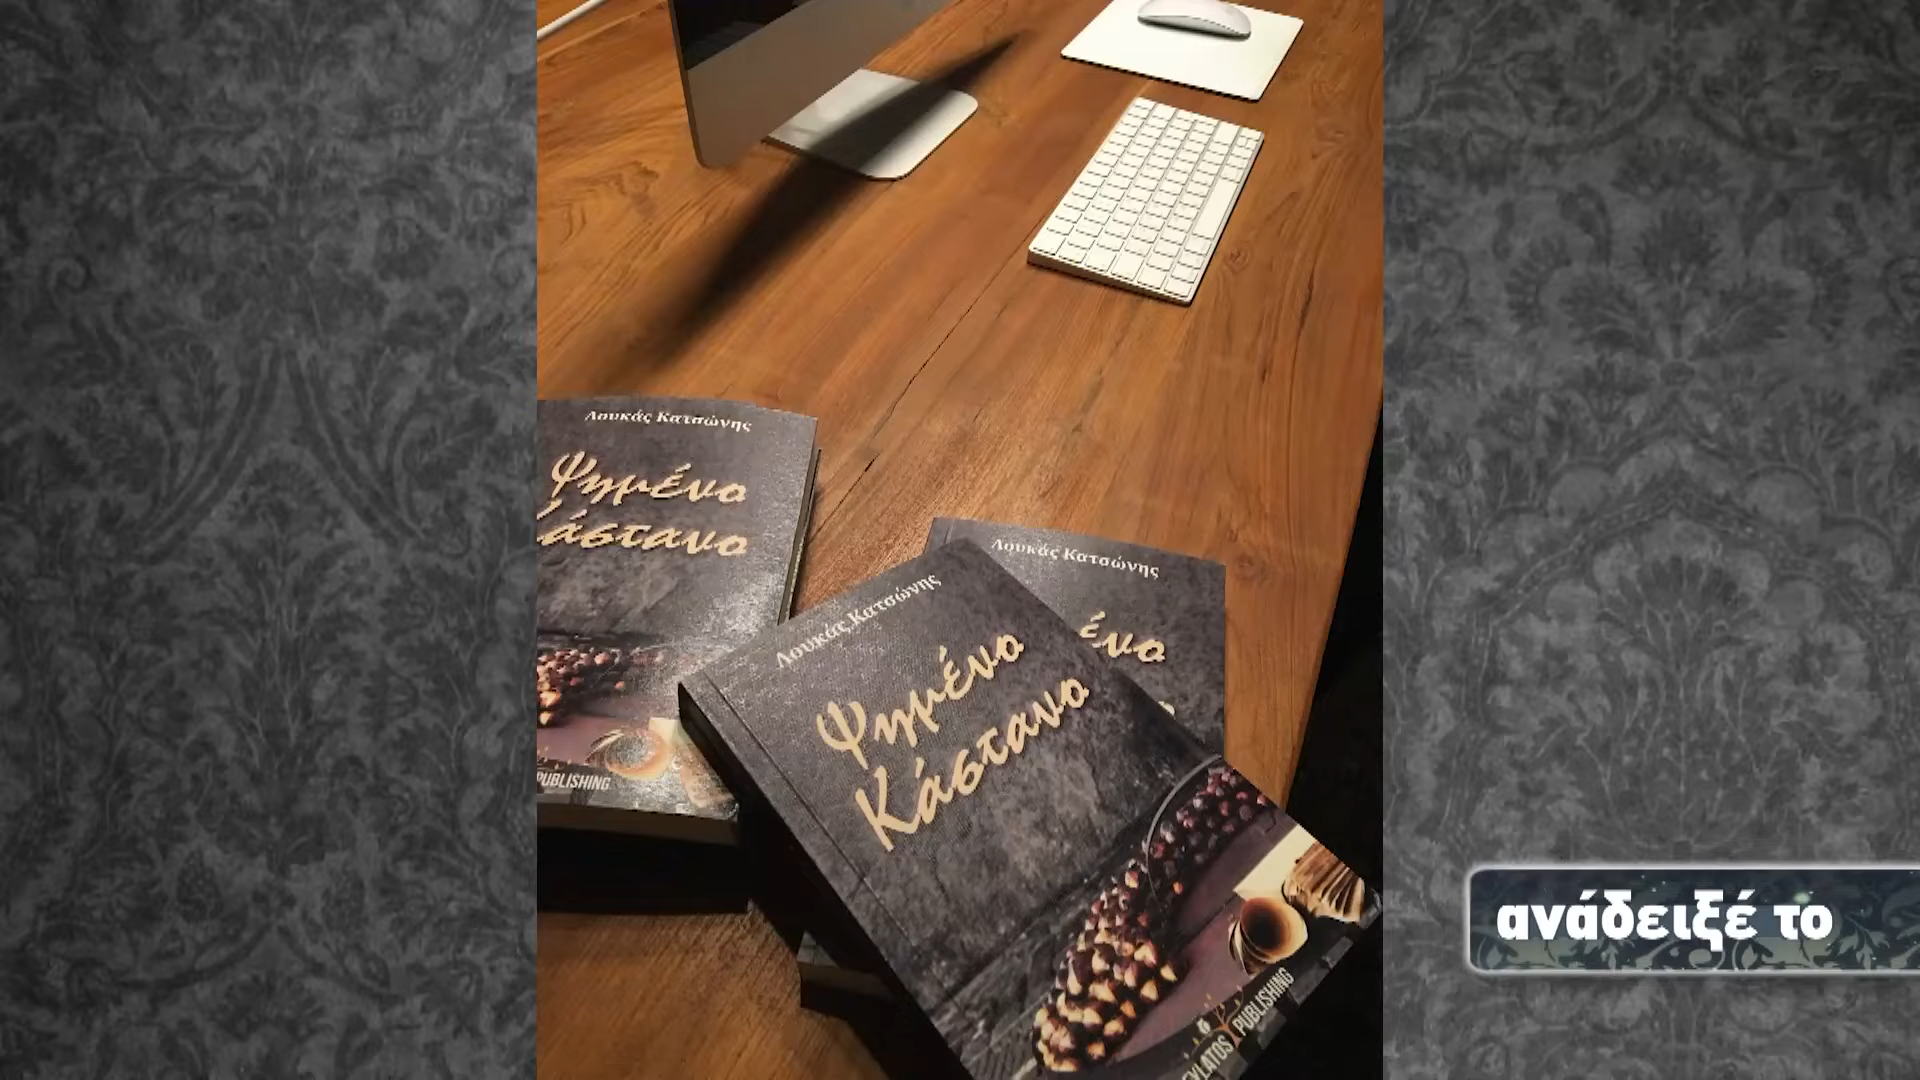 Λουκάς Κατσώνης
Ψημένο
Κάστανο
PUBLISHING
Λουκάς Κατσώνης
Λουκάς Κατσώνης
Ψημένο
Κάστανο
PUBLISHING
ανάδειξέ το